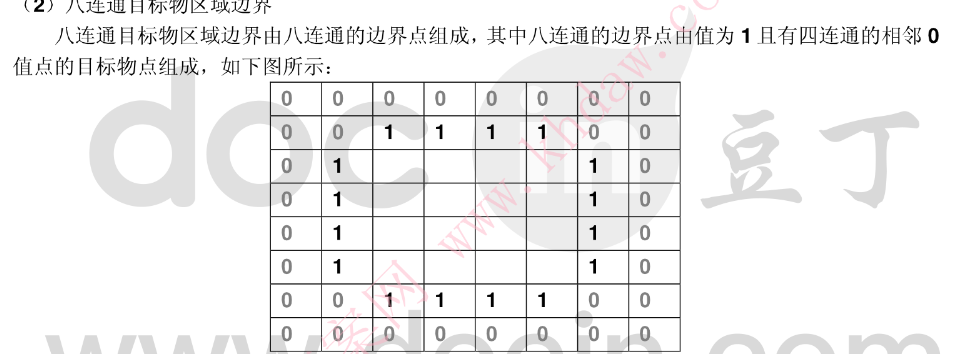 （2）八连通目标物区域边界
八连通目标物区域边界由八连通的边界点组成，其中八连通的边界点由值为 1 且有四连通的相邻 0
值点的目标物点组成，如下图所示：
0 0 0 0 0 0 0 0
0 0 1 1 1 1 0 0
0 1 1 0
0 1 1 0
0 1 1 0
0 1 1 0
0 0 1 1 1 1 0 0
0 0 0 0 0 0 0 0
doc in 豆丁
www.docin.com
案网 www.khdaw.co